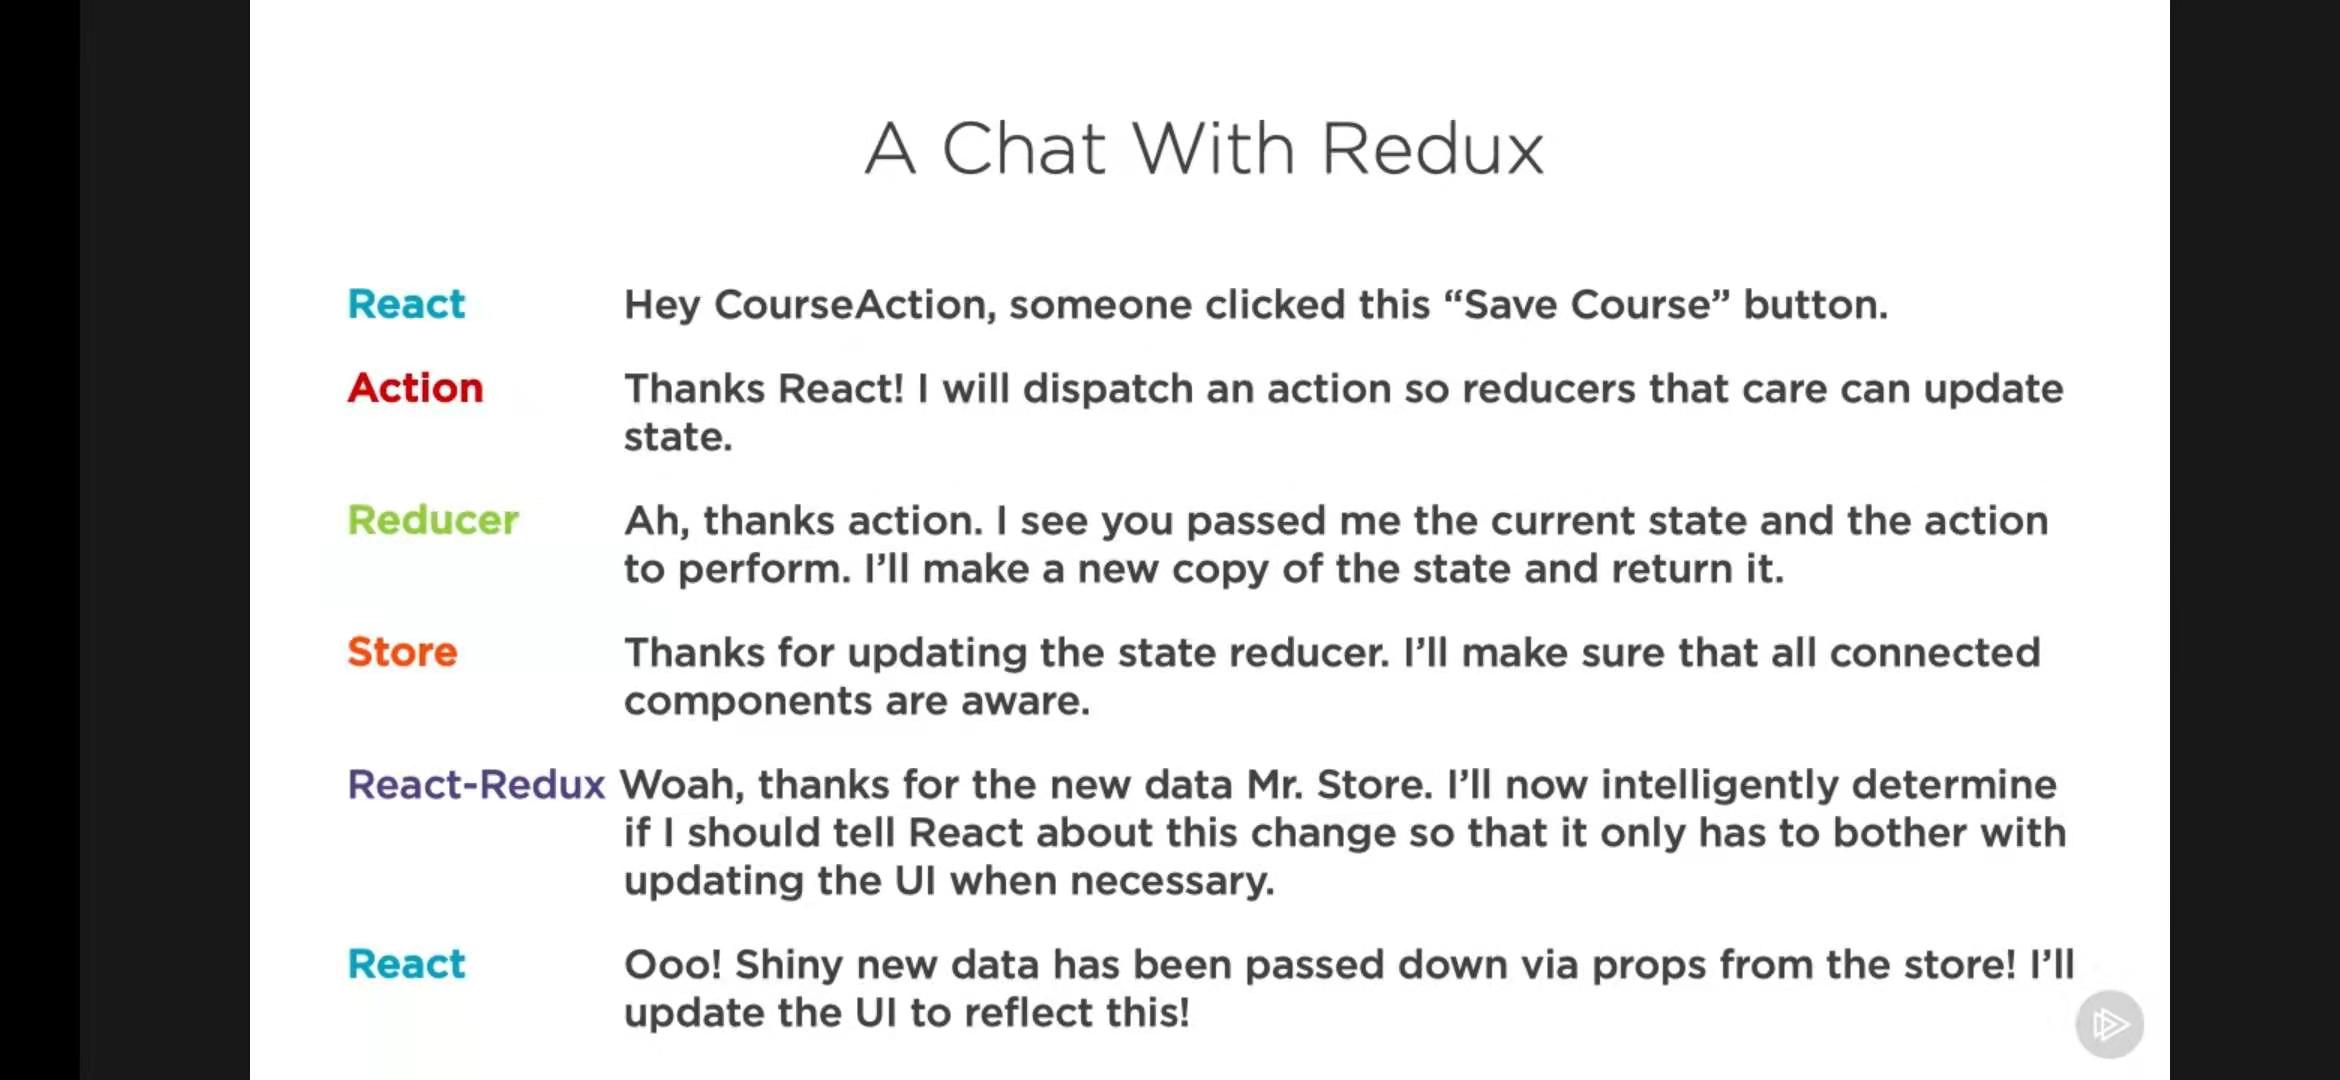 A Chat With Redux
React Hey CourseAction, someone clicked this “Save Course” button.
Action Thanks React! I will dispatch an action so reducers that care can update
state.
Reducer Ah, thanks action. I see you passed me the current state and the action
to perform. I’ll make a new copy of the state and return it.
Store Thanks for updating the state reducer. I’ll make sure that all connected
components are aware.
React-Redux Woah, thanks for the new data Mr. Store. I’ll now intelligently determine
if I should tell React about this change so that it only has to bother with
updating the UI when necessary.
React Ooo! Shiny new data has been passed down via props from the store! I’ll
update the UI to reflect this!